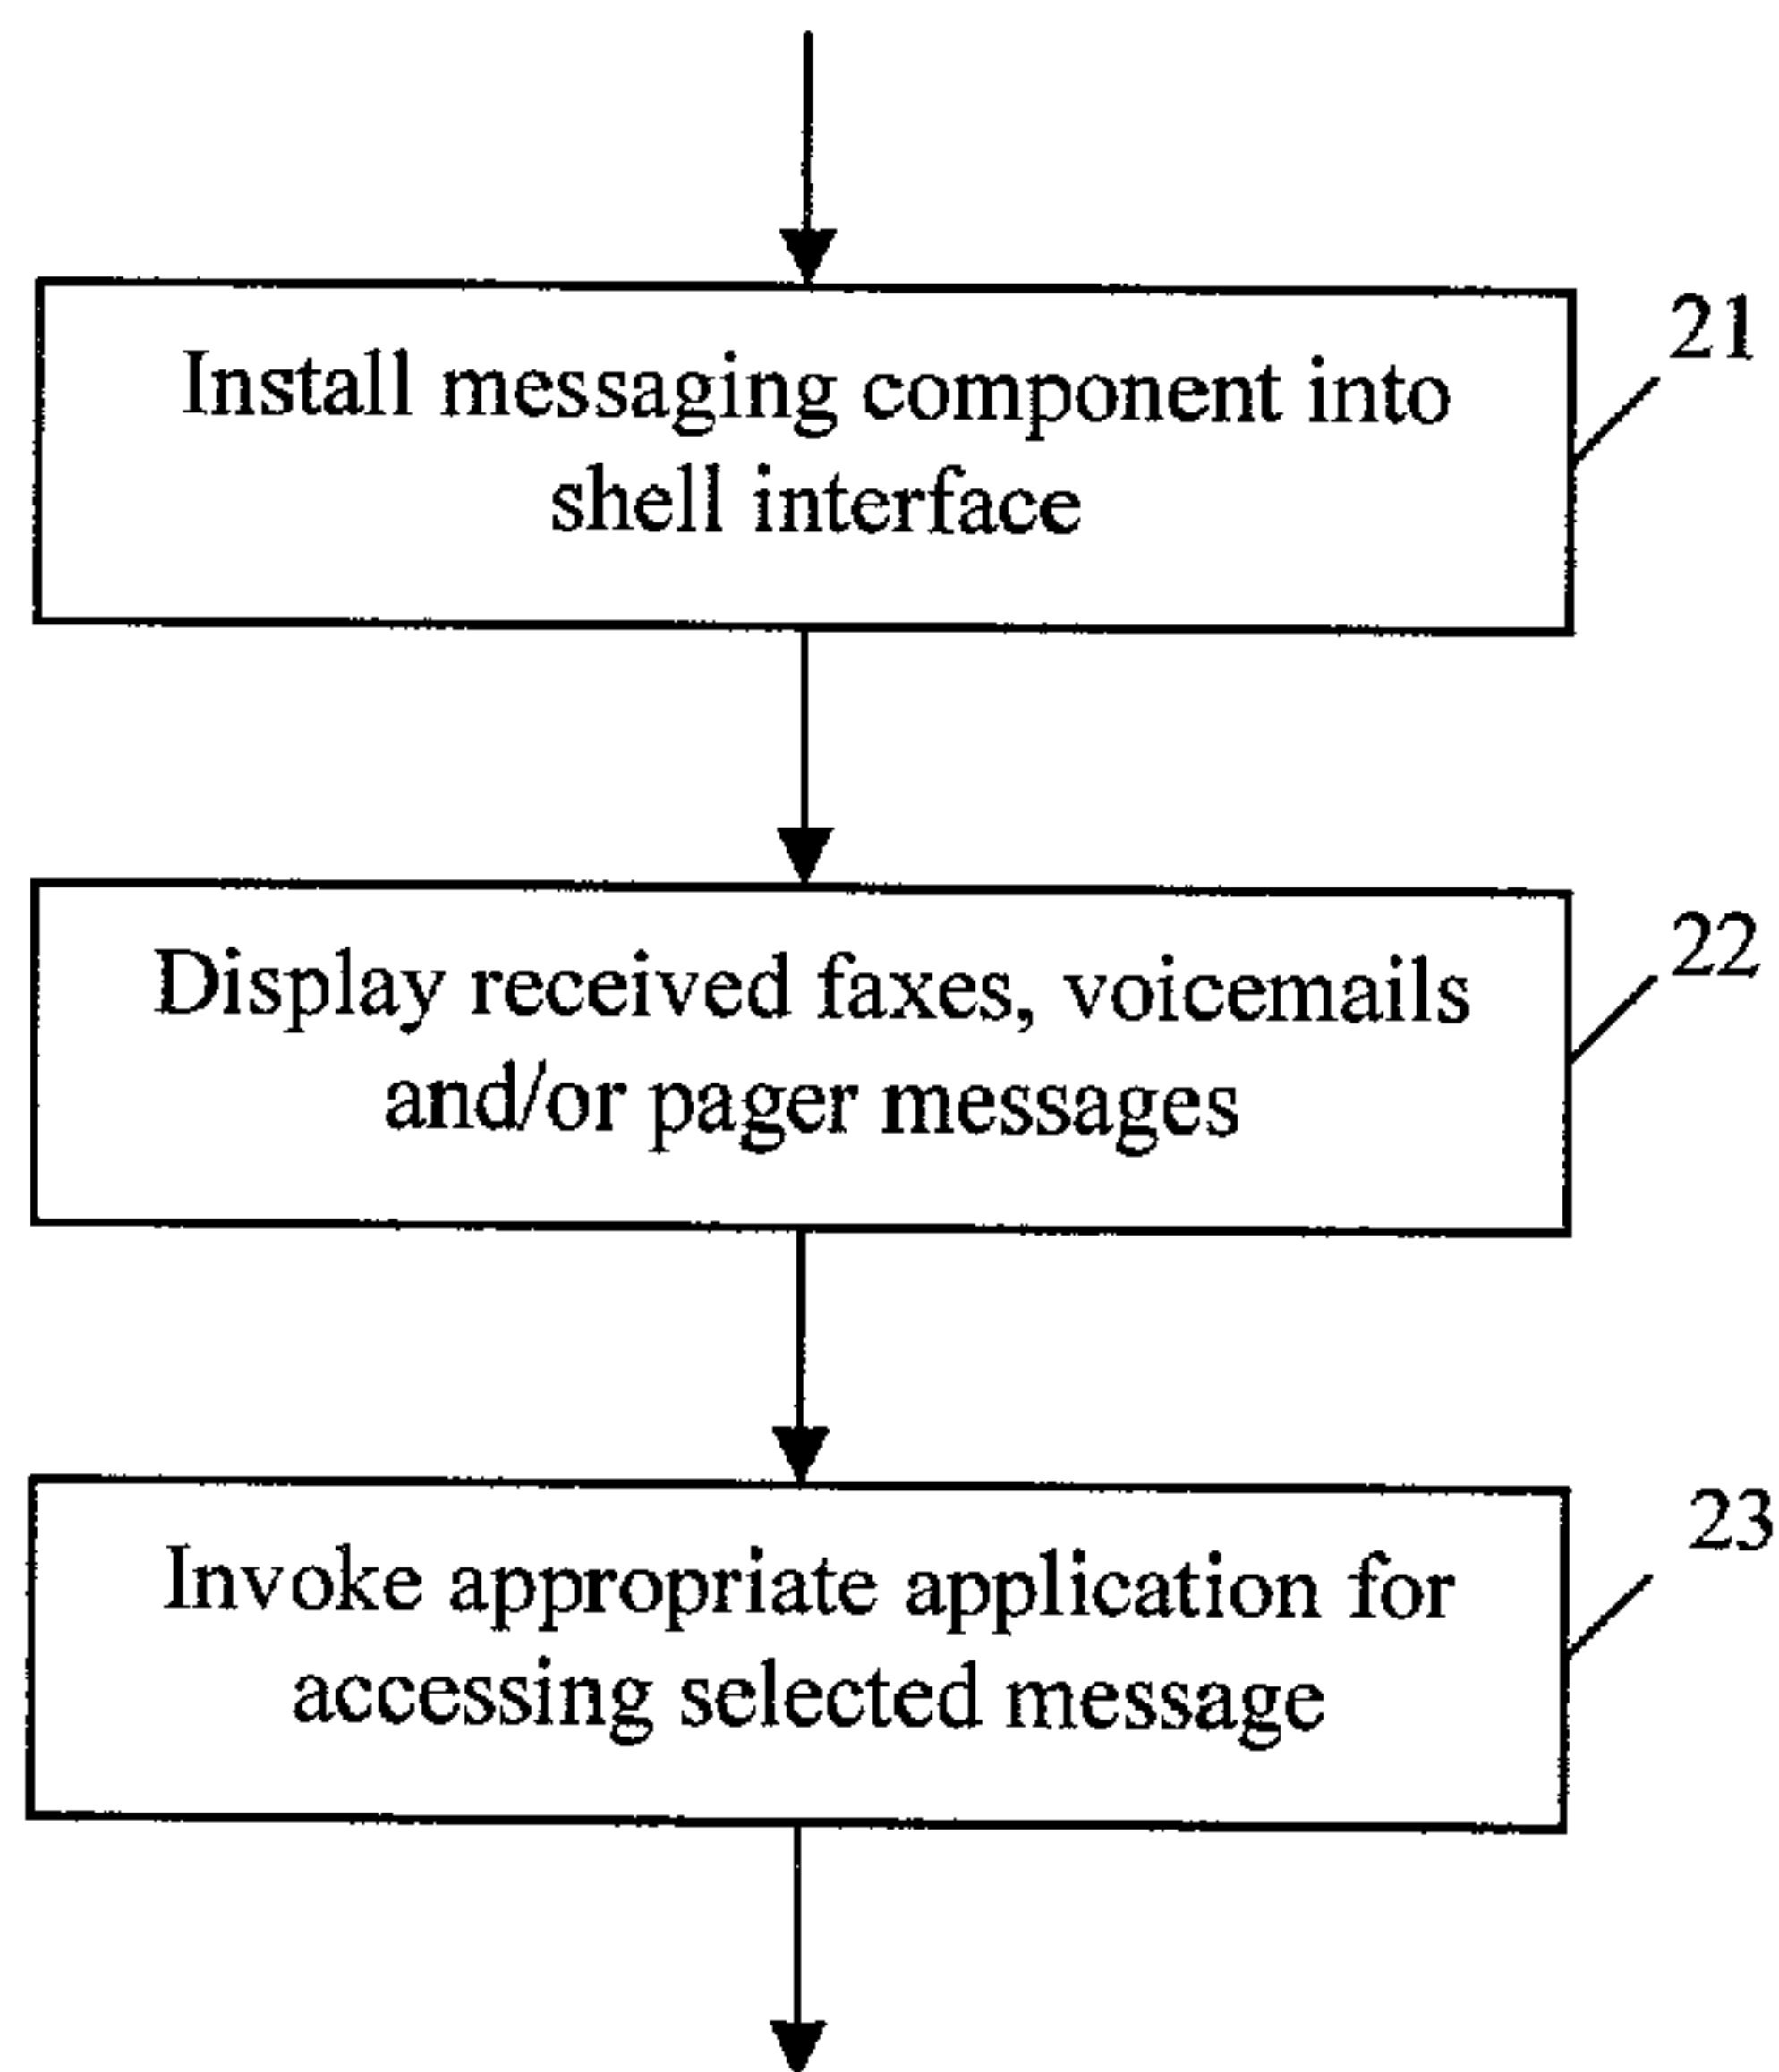 Install messaging component into
shell interface
21
Display received faxes, voicemails
and/or pager messages
22
Invoke appropriate application for
accessing selected message
23